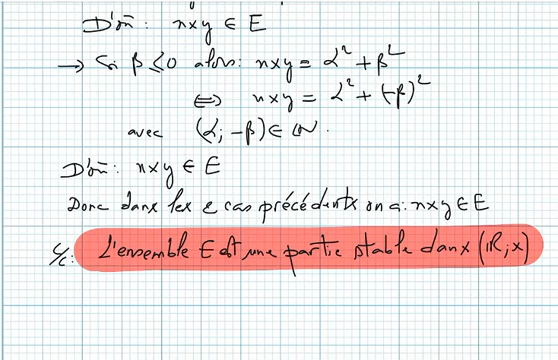 D'où : x×y ∈ E
→ Si β ≤ 0 alors : x×y = α² + β²
⟺ x×y = α² + (-β)²
avec (α; -β) ∈ ℕ.
D'où : x×y ∈ E
Donc dans les 2 cas précédents on a : x×y ∈ E
C/c : L'ensemble E est une partie stable dans (ℝ; ×)